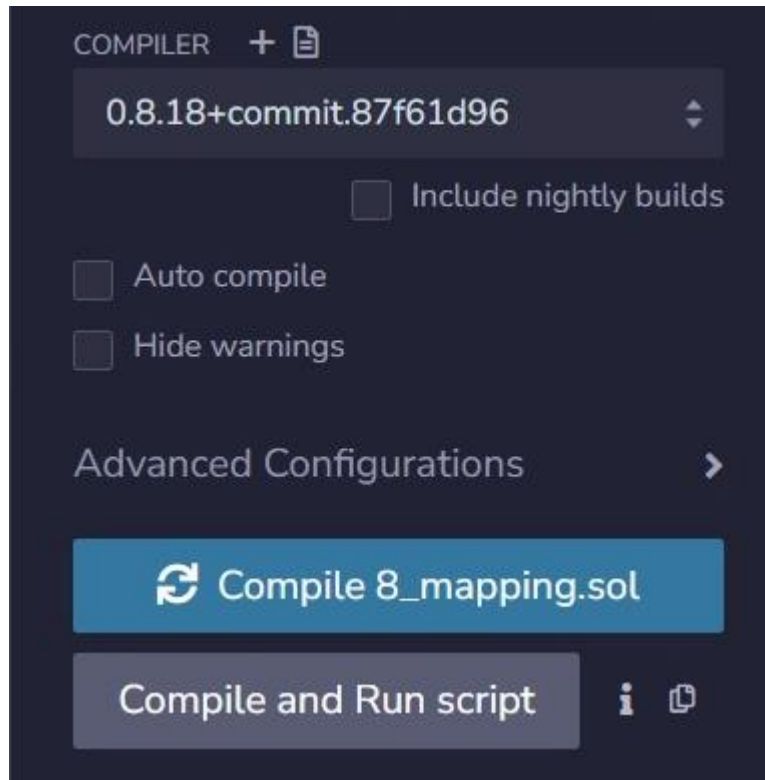 COMPILER
0.8.18+commit.87f61d96
Include nightly builds
Auto compile
Hide warnings
Advanced Configurations
Compile 8_mapping.sol
Compile and Run script